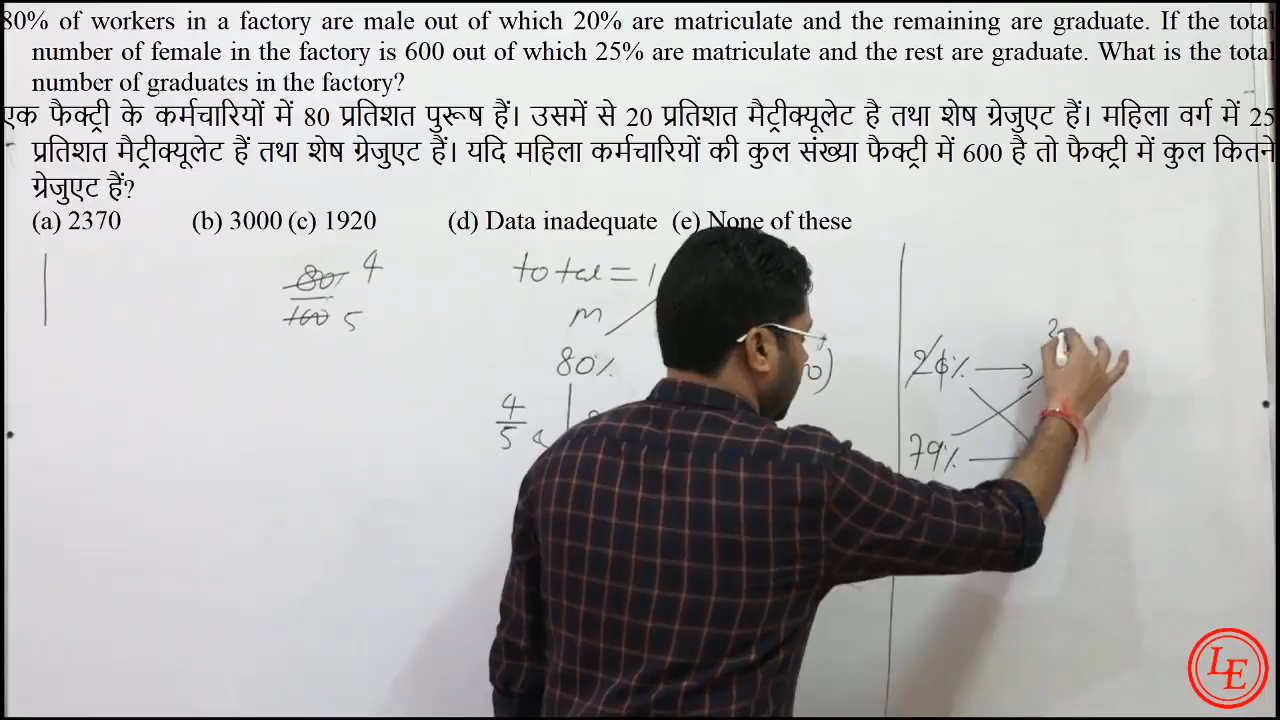 80% of workers in a factory are male out of which 20% are matriculate and the remaining are graduate. If the total
number of female in the factory is 600 out of which 25% are matriculate and the rest are graduate. What is the total
number of graduates in the factory?
एक फैक्ट्री के कर्मचारियों में 80 प्रतिशत पुरूष हैं। उसमें से 20 प्रतिशत मैट्रीक्यूलेट है तथा शेष ग्रेजुएट हैं। महिला वर्ग में 25
प्रतिशत मैट्रीक्यूलेट हैं तथा शेष ग्रेजुएट हैं। यदि महिला कर्मचारियों की कुल संख्या फैक्ट्री में 600 है तो फैक्ट्री में कुल कितने
ग्रेजुएट हैं?
(a) 2370 (b) 3000 (c) 1920 (d) Data inadequate (e) None of these
80 4
100 5
total = 1
m
80%
4
5
79%
LE